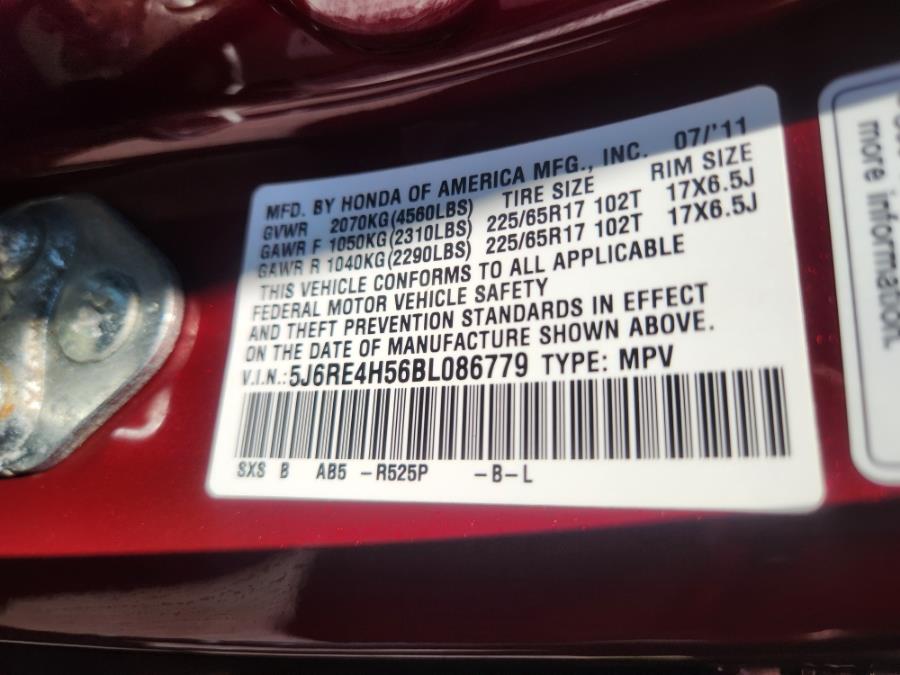 MFD. BY HONDA OF AMERICA MFG., INC. 07/'11
GVWR 2070KG(4560LBS) TIRE SIZE RIM SIZE
GAWR F 1050KG(2310LBS) 225/65R17 102T 17X6.5J
GAWR R 1040KG(2290LBS) 225/65R17 102T 17X6.5J
THIS VEHICLE CONFORMS TO ALL APPLICABLE
FEDERAL MOTOR VEHICLE SAFETY
AND THEFT PREVENTION STANDARDS IN EFFECT
ON THE DATE OF MANUFACTURE SHOWN ABOVE.
V.I.N.:5J6RE4H56BL086779 TYPE: MPV
SXS B AB5 -R525P -B-L
more information.